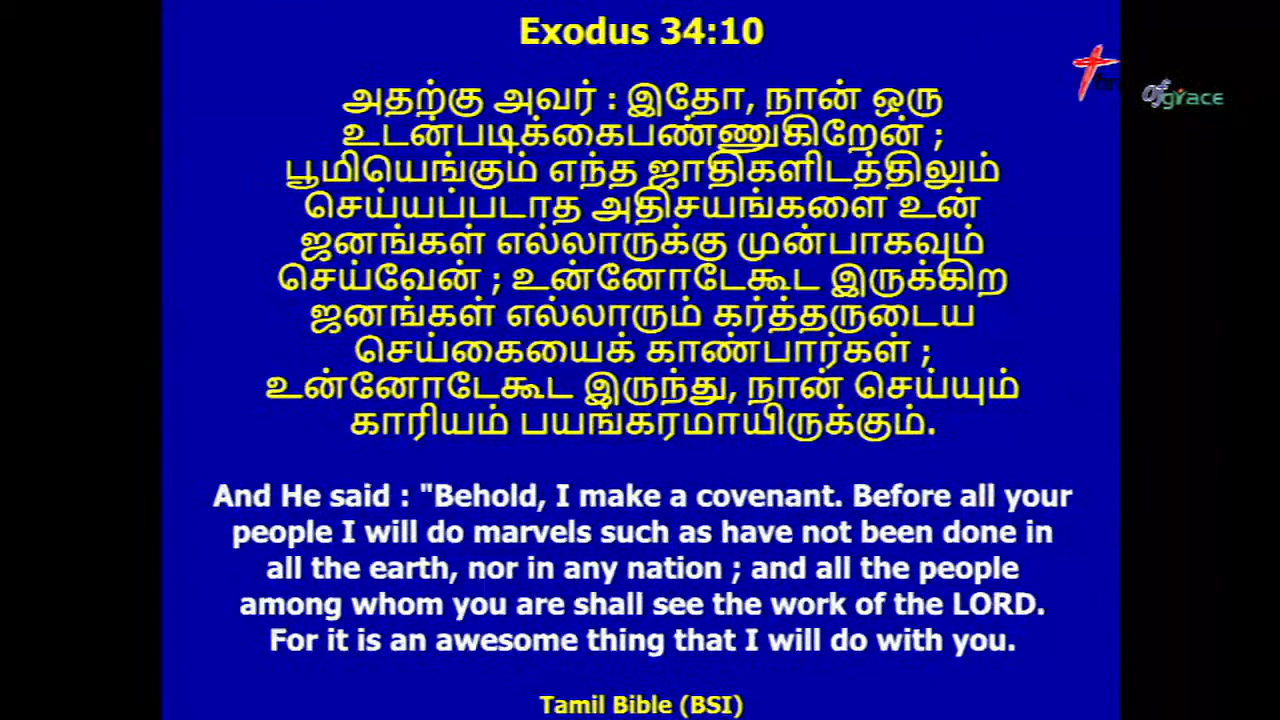 Exodus 34:10
of grace
அதற்கு அவர் : இதோ, நான் ஒரு
உடன்படிக்கைபண்ணுகிறேன் ;
பூமியெங்கும் எந்த ஜாதிகளிடத்திலும்
செய்யப்படாத அதிசயங்களை உன்
ஜனங்கள் எல்லாருக்கு முன்பாகவும்
செய்வேன் ; உன்னோடேகூட இருக்கிற
ஜனங்கள் எல்லாரும் கர்த்தருடைய
செய்கையைக் காண்பார்கள் ;
உன்னோடேகூட இருந்து, நான் செய்யும்
காரியம் பயங்கரமாயிருக்கும்.
And He said : "Behold, I make a covenant. Before all your
people I will do marvels such as have not been done in
all the earth, nor in any nation ; and all the people
among whom you are shall see the work of the LORD.
For it is an awesome thing that I will do with you.
Tamil Bible (BSI)